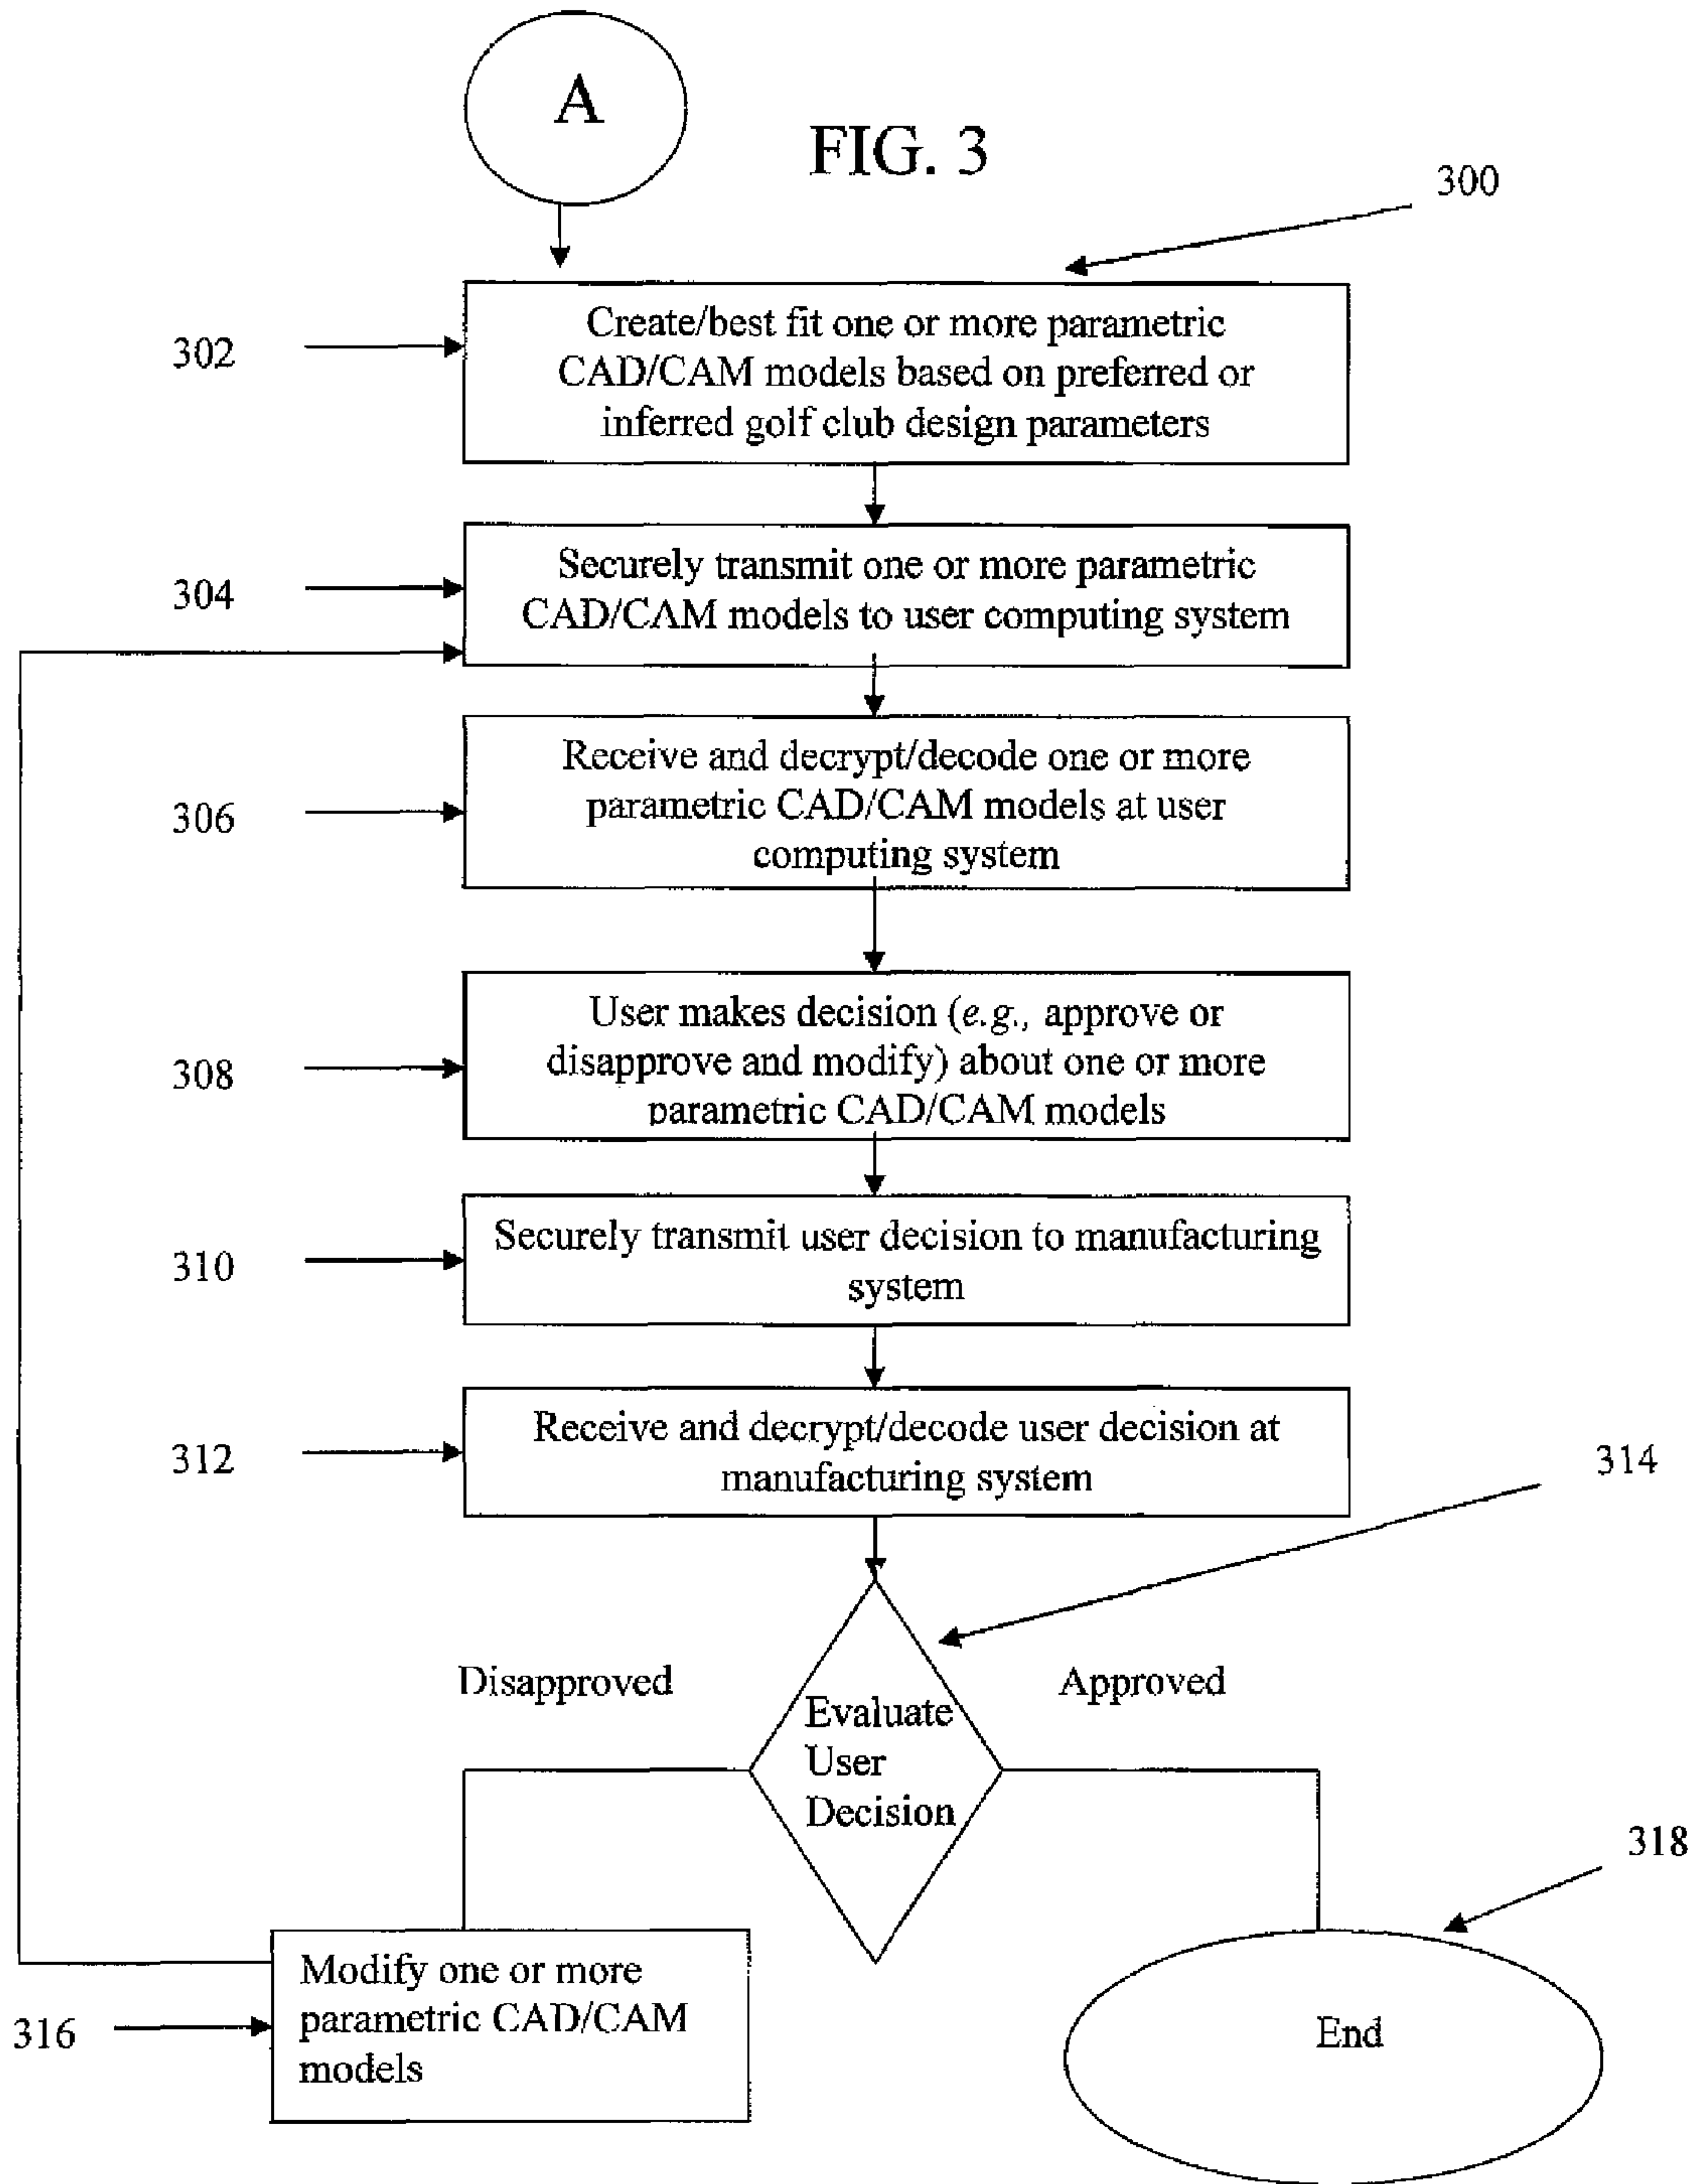 A
FIG. 3
300
302
Create/best fit one or more parametric
CAD/CAM models based on preferred or
inferred golf club design parameters
304
Securely transmit one or more parametric
CAD/CAM models to user computing system
306
Receive and decrypt/decode one or more
parametric CAD/CAM models at user
computing system
308
User makes decision (e.g., approve or
disapprove and modify) about one or more
parametric CAD/CAM models
310
Securely transmit user decision to manufacturing
system
312
Receive and decrypt/decode user decision at
manufacturing system
314
Disapproved
Approved
Evaluate
User
Decision
318
316
Modify one or more
parametric CAD/CAM
models
End